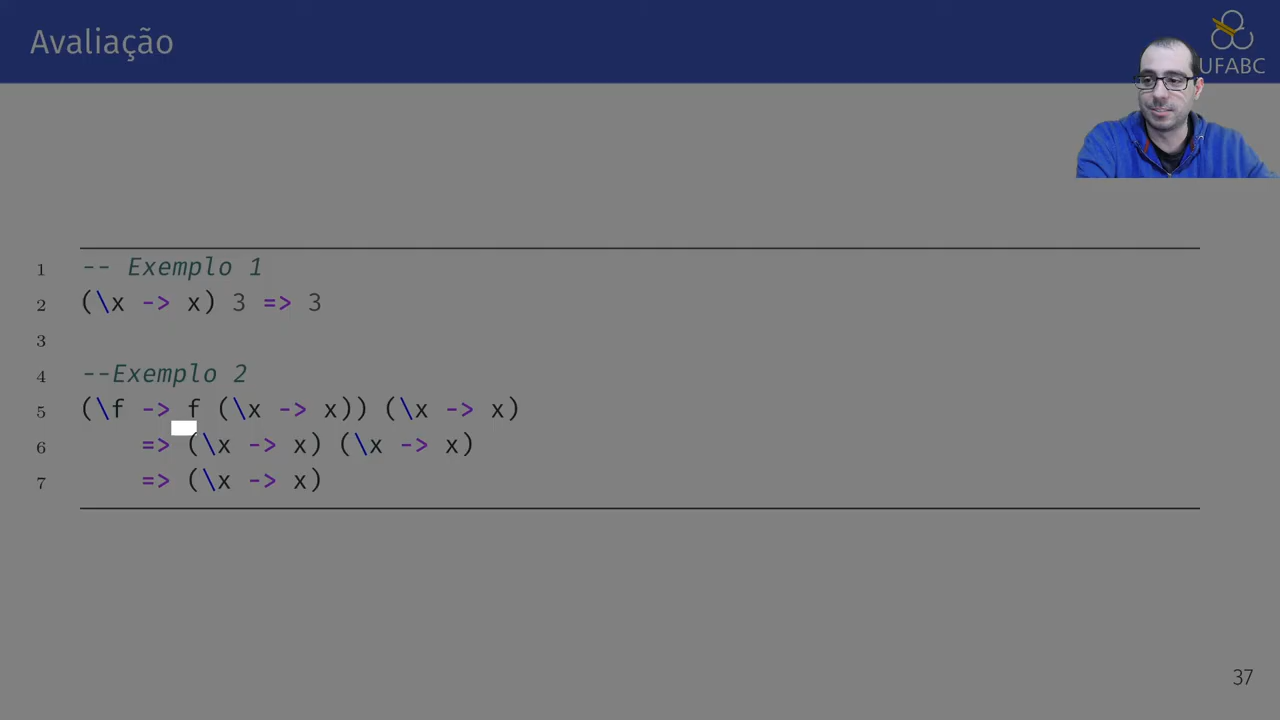 Avaliação
UFABC
1 -- Exemplo 1
2 (\x -> x) 3 => 3
3
4 --Exemplo 2
5 (\f -> f (\x -> x)) (\x -> x)
6 => (\x -> x) (\x -> x)
7 => (\x -> x)
37